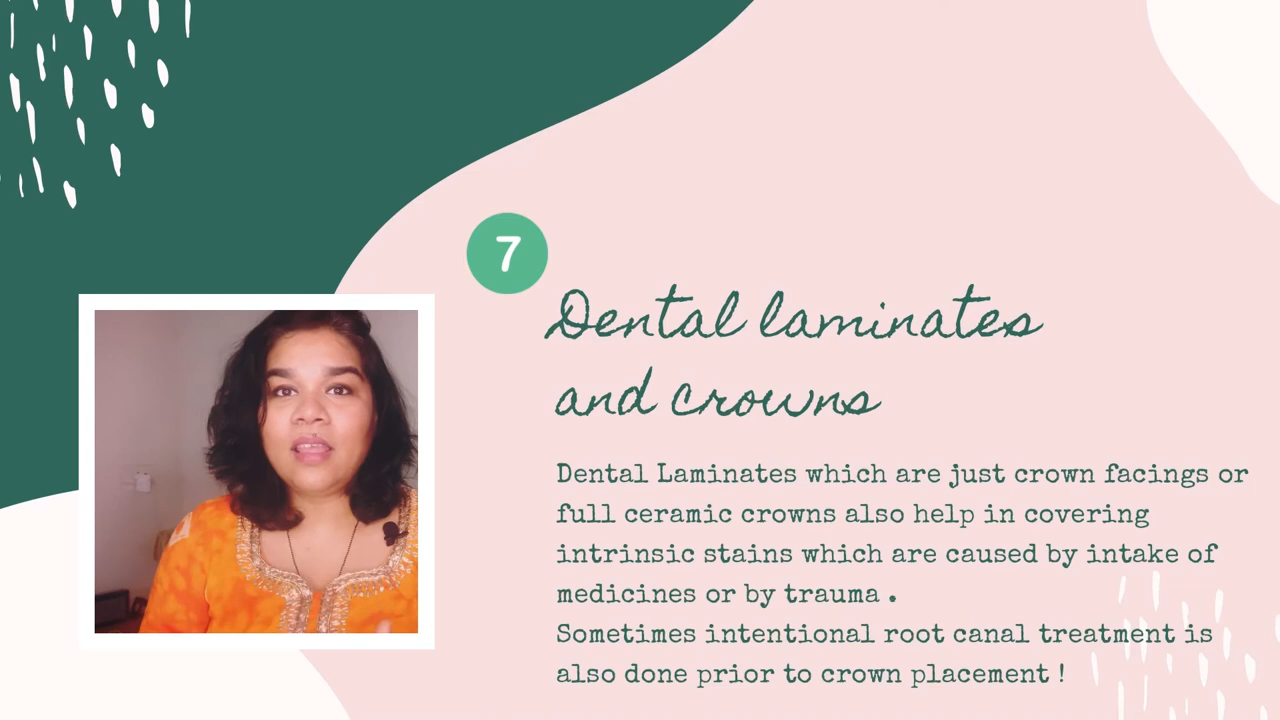 7
Dental laminates
and crowns
Dental Laminates which are just crown facings or
full ceramic crowns also help in covering
intrinsic stains which are caused by intake of
medicines or by trauma .
Sometimes intentional root canal treatment is
also done prior to crown placement !